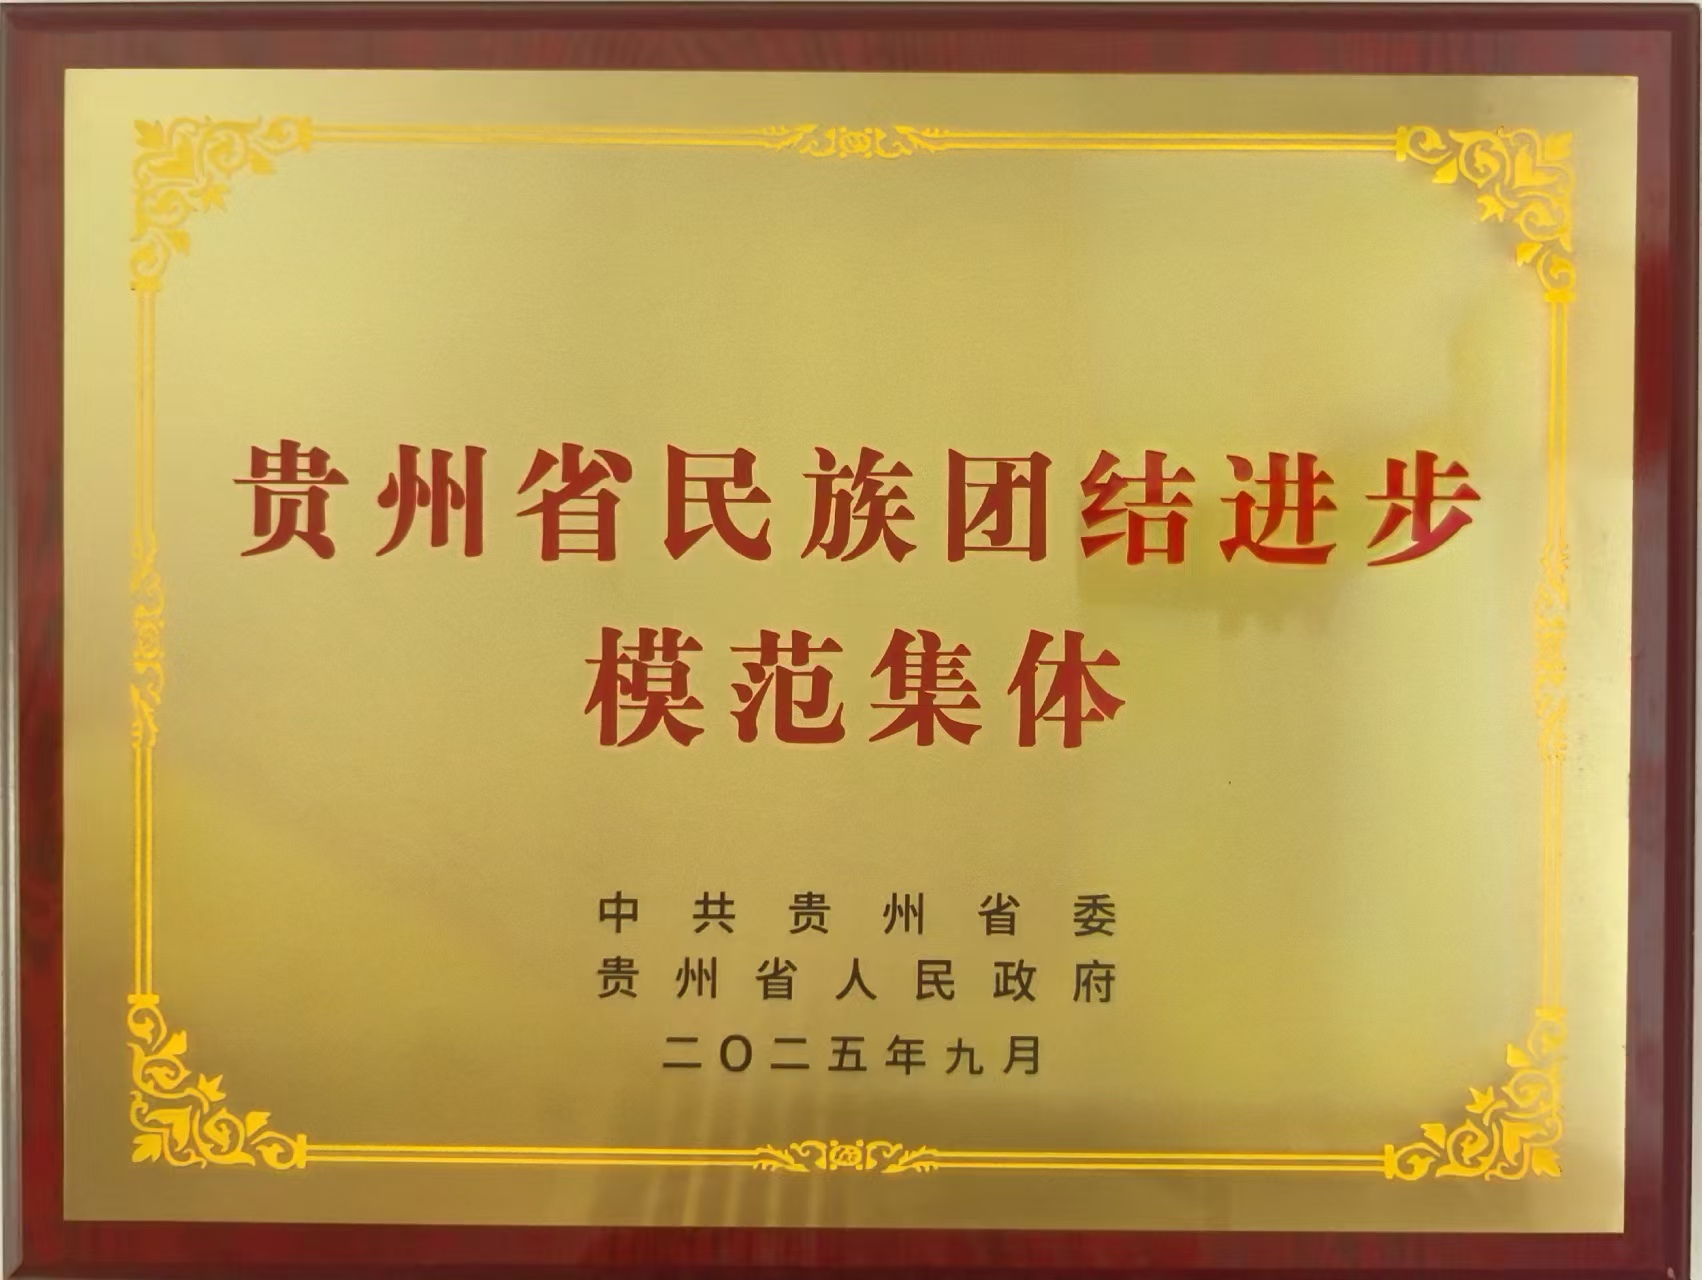 贵州省民族团结进步
模范集体
中共贵州省委
贵州省人民政府
二〇二五年九月